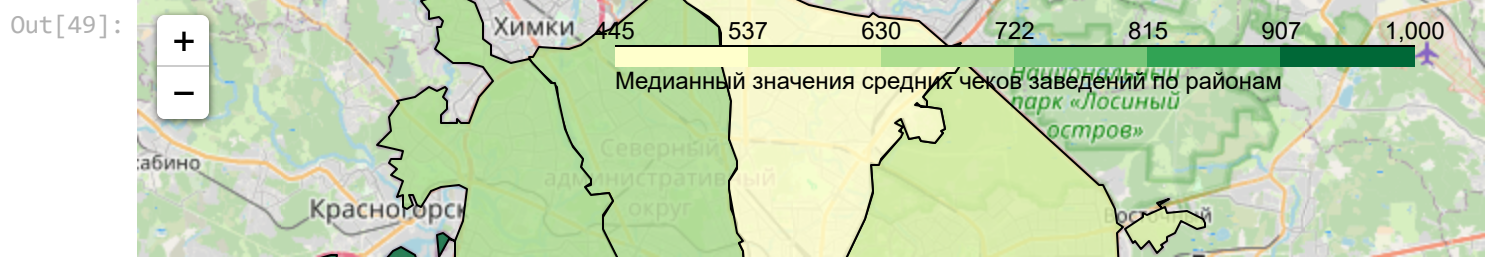 Out[49]:
+
−
Химки
445 537 630 722 815 907 1,000
Медианный значения средних чеков заведений по районам
Национальный
парк «Лосиный
остров»
Северный
административный
округ
Красногорск